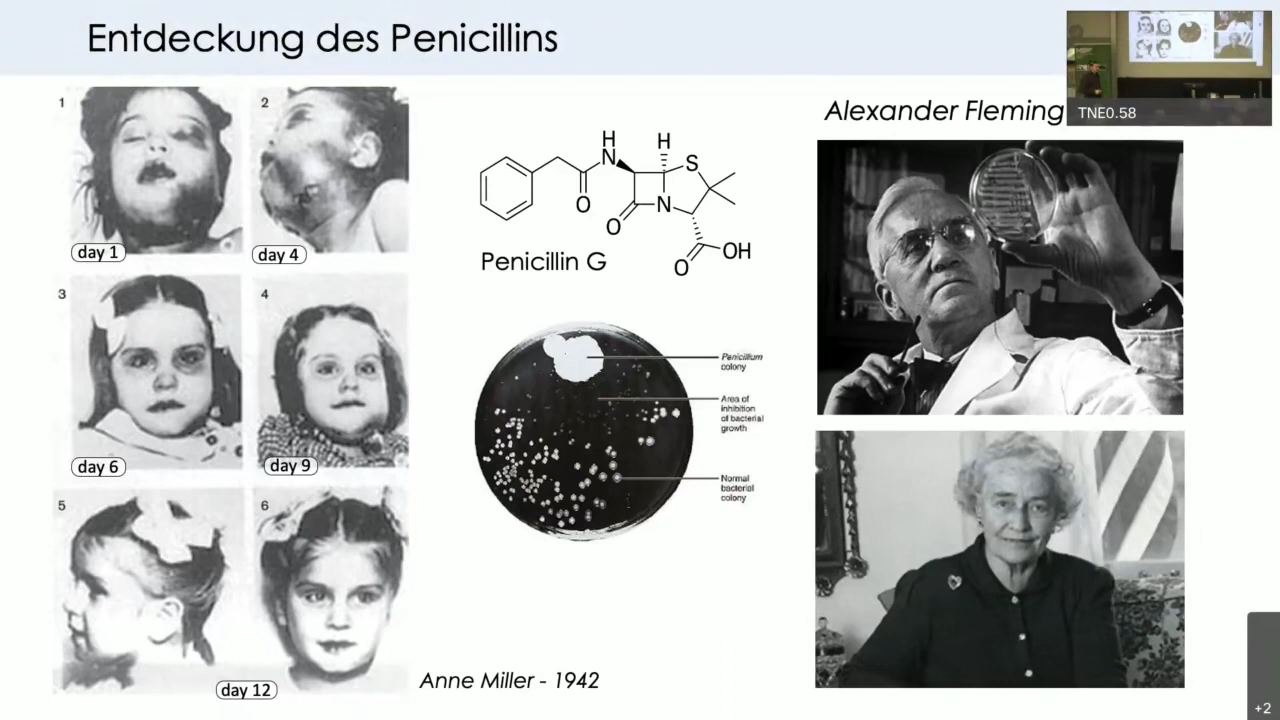 Entdeckung des Penicillins
TNE0.58
1
2
day 1
day 4
3
4
day 6
day 9
5
6
day 12
H
N
H
S
O
O
N
O
OH
Penicillin G
Penicillium
colony
Area of
inhibition
of bacterial
growth
Normal
bacterial
colony
Anne Miller - 1942
Alexander Fleming
+2